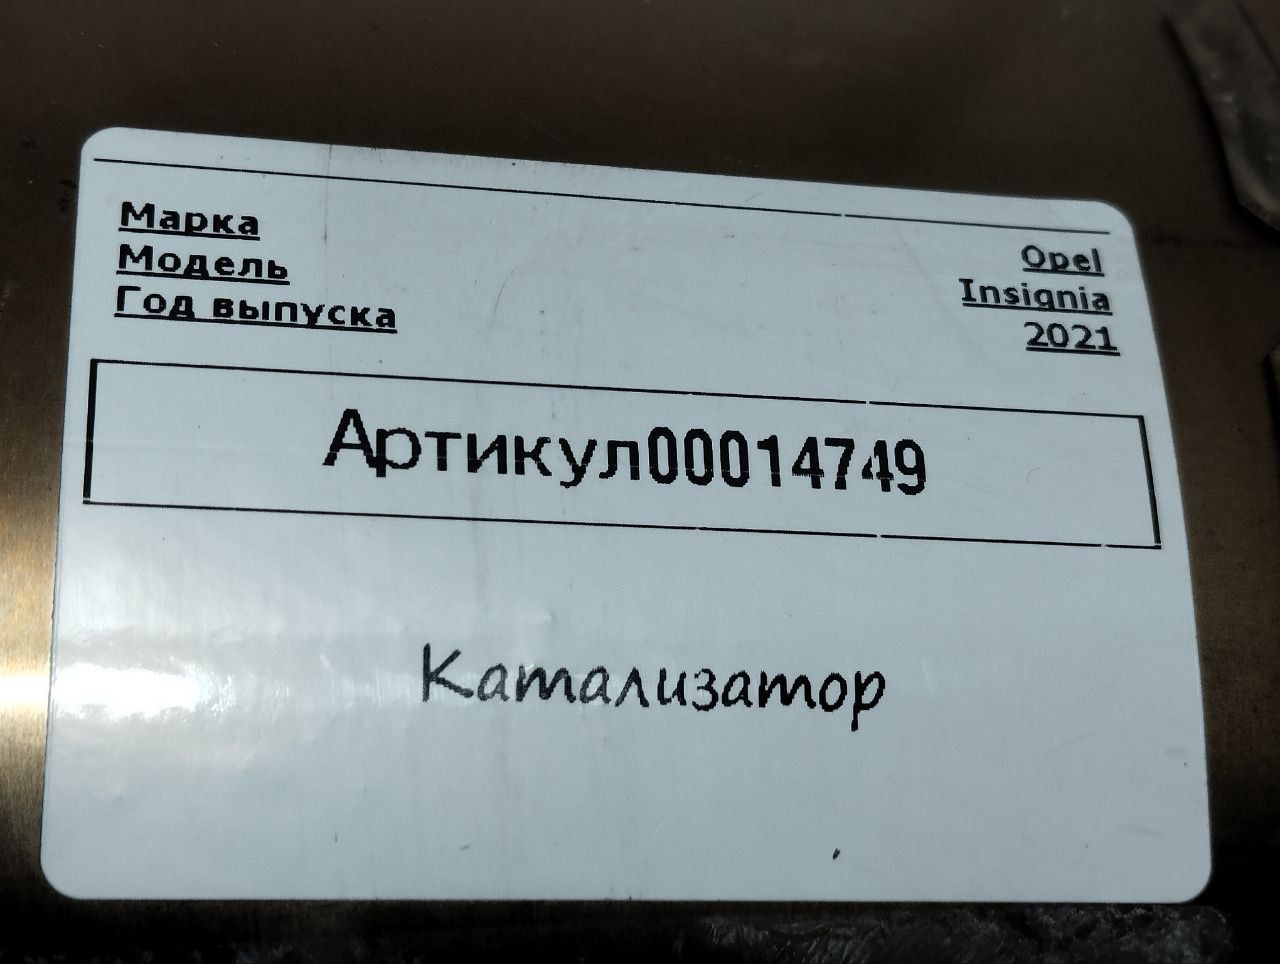 Марка Opel
Модель Insignia
Год выпуска 2021
Артикул00014749
Катализатор